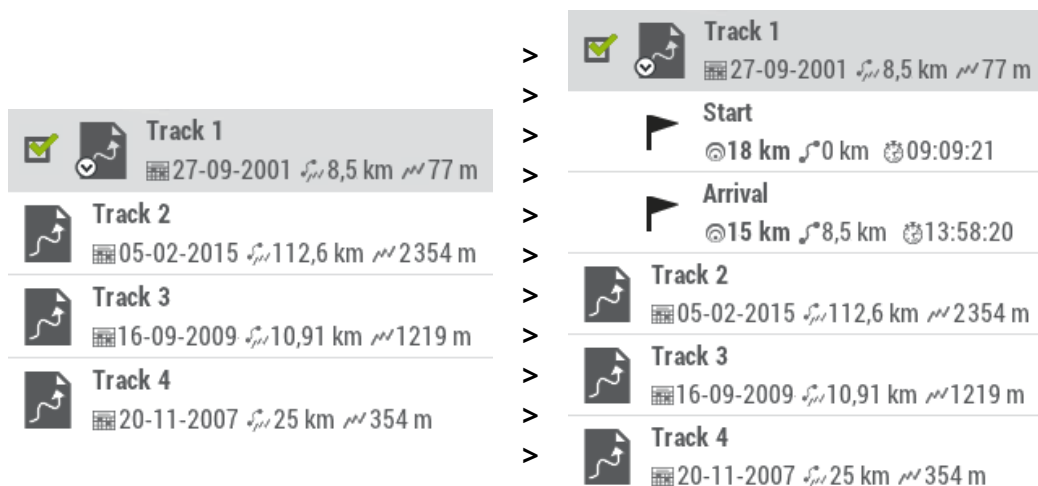 Track 1
27-09-2001 8,5 km 77 m
Track 2
05-02-2015 112,6 km 2354 m
Track 3
16-09-2009 10,91 km 1219 m
Track 4
20-11-2007 25 km 354 m
>
>
>
>
>
>
>
>
>
>
>
Track 1
27-09-2001 8,5 km 77 m
Start
18 km 0 km 09:09:21
Arrival
15 km 8,5 km 13:58:20
Track 2
05-02-2015 112,6 km 2354 m
Track 3
16-09-2009 10,91 km 1219 m
Track 4
20-11-2007 25 km 354 m